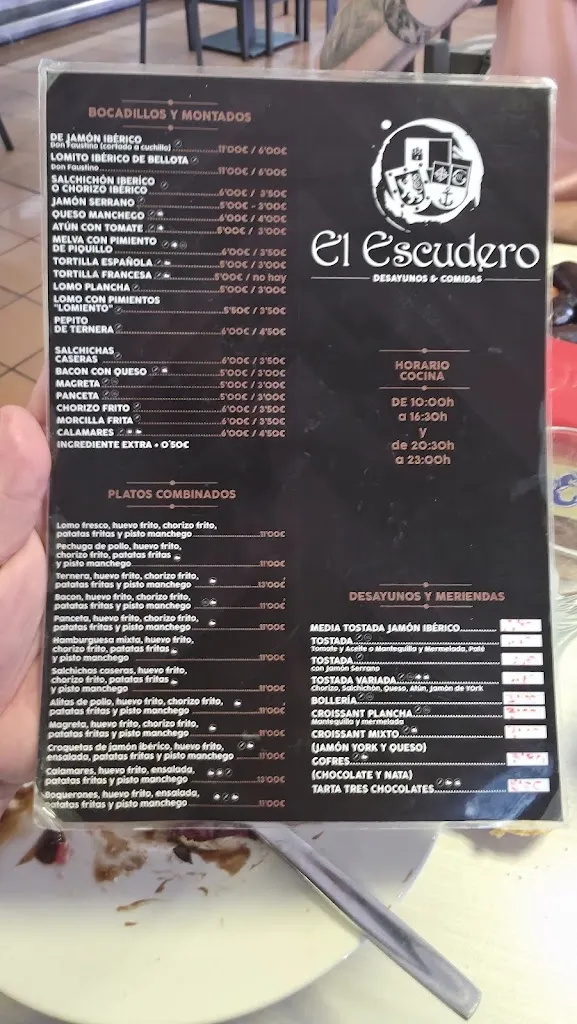 BOCADILLOS Y MONTADOS
DE JAMÓN IBÉRICO
Don Faustino (cortado a cuchillo) 11'00€ / 6'00€
LOMITO IBÉRICO DE BELLOTA
Don Faustino 11'00€ / 6'00€
SALCHICHÓN IBERÍCO
O CHORIZO IBÉRICO 6'00€ / 3'50€
JAMÓN SERRANO 5'00€ - 3'00€
QUESO MANCHEGO 6'00€ / 4'00€
ATÚN CON TOMATE 5'00€ / 3'00€
MELVA CON PIMIENTO
DE PIQUILLO 6'00€ / 3'50€
TORTILLA ESPAÑOLA 5'00€ / 3'00€
TORTILLA FRANCESA 5'00€ / no hay
LOMO PLANCHA 5'00€ / 3'00€
LOMO CON PIMIENTOS
"LOMIENTO" 5'50€ / 3'50€
PEPITO
DE TERNERA 6'00€ / 4'50€
SALCHICHAS
CASERAS 6'00€ / 3'50€
BACON CON QUESO 5'00€ / 3'00€
MAGRETA 5'00€ / 3'00€
PANCETA 5'00€ / 3'00€
CHORIZO FRITO 6'00€ / 3'50€
MORCILLA FRITA 6'00€ / 3'00€
CALAMARES 6'00€ / 4'50€
INGREDIENTE EXTRA • 0'50€
PLATOS COMBINADOS
Lomo fresco, huevo frito, chorizo frito,
patatas fritas y pisto manchego 11'00€
Pechuga de pollo, huevo frito,
chorizo frito, patatas fritas
y pisto manchego 11'00€
Ternera, huevo frito, chorizo frito,
patatas fritas y pisto manchego 13'00€
Bacon, huevo frito, chorizo frito,
patatas fritas y pisto manchego 11'00€
Panceta, huevo frito, chorizo frito,
patatas fritas y pisto manchego 11'00€
Hamburguesa mixta, huevo frito,
chorizo frito, patatas fritas
y pisto manchego 11'00€
Salchichas caseras, huevo frito,
chorizo frito, patatas fritas
y pisto manchego 11'00€
Alitas de pollo, huevo frito, chorizo frito,
patatas fritas y pisto manchego 11'00€
Magreta, huevo frito, chorizo frito,
patatas fritas y pisto manchego 11'00€
Croquetas de jamón ibérico, huevo frito,
ensalada, patatas fritas y pisto manchego 11'00€
Calamares, huevo frito, ensalada,
patatas fritas y pisto manchego 13'00€
Boquerones, huevo frito, ensalada,
patatas fritas y pisto manchego 11'00€
El Escudero
DESAYUNOS & COMIDAS
HORARIO
COCINA
DE 10:00h
a 16:30h
y
de 20:30h
a 23:00h
DESAYUNOS Y MERIENDAS
MEDIA TOSTADA JAMÓN IBÉRICO
TOSTADA
Tomate y Aceite o Mantequilla y Mermelada, Paté
TOSTADA
con Jamón Serrano
TOSTADA VARIADA
Chorizo, Salchichón, Queso, Atún, Jamón de YORK
BOLLERÍA
CROISSANT PLANCHA
Mantequilla y mermelada
CROISSANT MIXTO
(JAMÓN YORK Y QUESO)
GOFRES
(CHOCOLATE Y NATA)
TARTA TRES CHOCOLATES